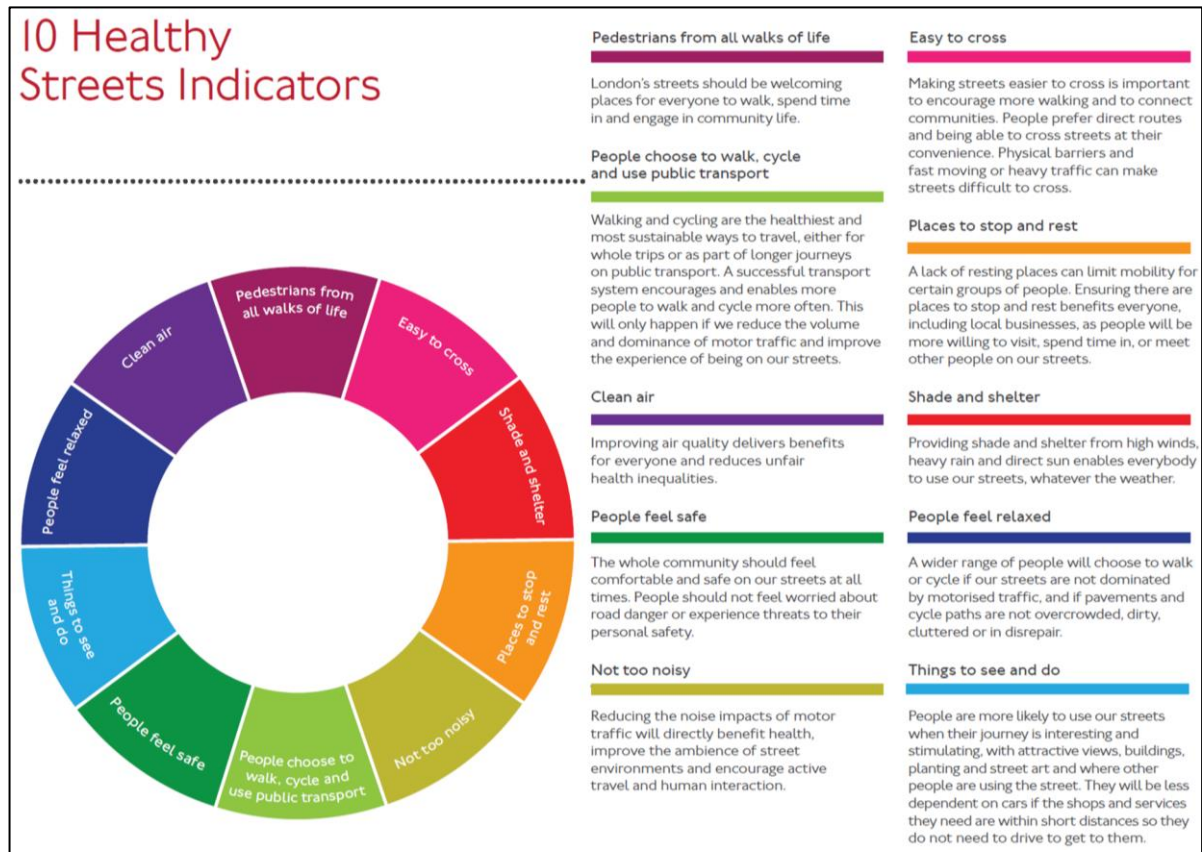 10 Healthy
Streets Indicators
Pedestrians from
all walks of life
Easy to cross
Shade and shelter
Places to stop
and rest
Not too noisy
People choose to
walk, cycle and
use public transport
People feel safe
Things to see
and do
People feel relaxed
Clean air
Pedestrians from all walks of life
London's streets should be welcoming
places for everyone to walk, spend time
in and engage in community life.
People choose to walk, cycle
and use public transport
Walking and cycling are the healthiest and
most sustainable ways to travel, either for
whole trips or as part of longer journeys
on public transport. A successful transport
system encourages and enables more
people to walk and cycle more often. This
will only happen if we reduce the volume
and dominance of motor traffic and improve
the experience of being on our streets.
Clean air
Improving air quality delivers benefits
for everyone and reduces unfair
health inequalities.
People feel safe
The whole community should feel
comfortable and safe on our streets at all
times. People should not feel worried about
road danger or experience threats to their
personal safety.
Not too noisy
Reducing the noise impacts of motor
traffic will directly benefit health,
improve the ambience of street
environments and encourage active
travel and human interaction.
Easy to cross
Making streets easier to cross is important
to encourage more walking and to connect
communities. People prefer direct routes
and being able to cross streets at their
convenience. Physical barriers and
fast moving or heavy traffic can make
streets difficult to cross.
Places to stop and rest
A lack of resting places can limit mobility for
certain groups of people. Ensuring there are
places to stop and rest benefits everyone,
including local businesses, as people will be
more willing to visit, spend time in, or meet
other people on our streets.
Shade and shelter
Providing shade and shelter from high winds,
heavy rain and direct sun enables everybody
to use our streets, whatever the weather.
People feel relaxed
A wider range of people will choose to walk
or cycle if our streets are not dominated
by motorised traffic, and if pavements and
cycle paths are not overcrowded, dirty,
cluttered or in disrepair.
Things to see and do
People are more likely to use our streets
when their journey is interesting and
stimulating, with attractive views, buildings,
planting and street art and where other
people are using the street. They will be less
dependent on cars if the shops and services
they need are within short distances so they
do not need to drive to get to them.